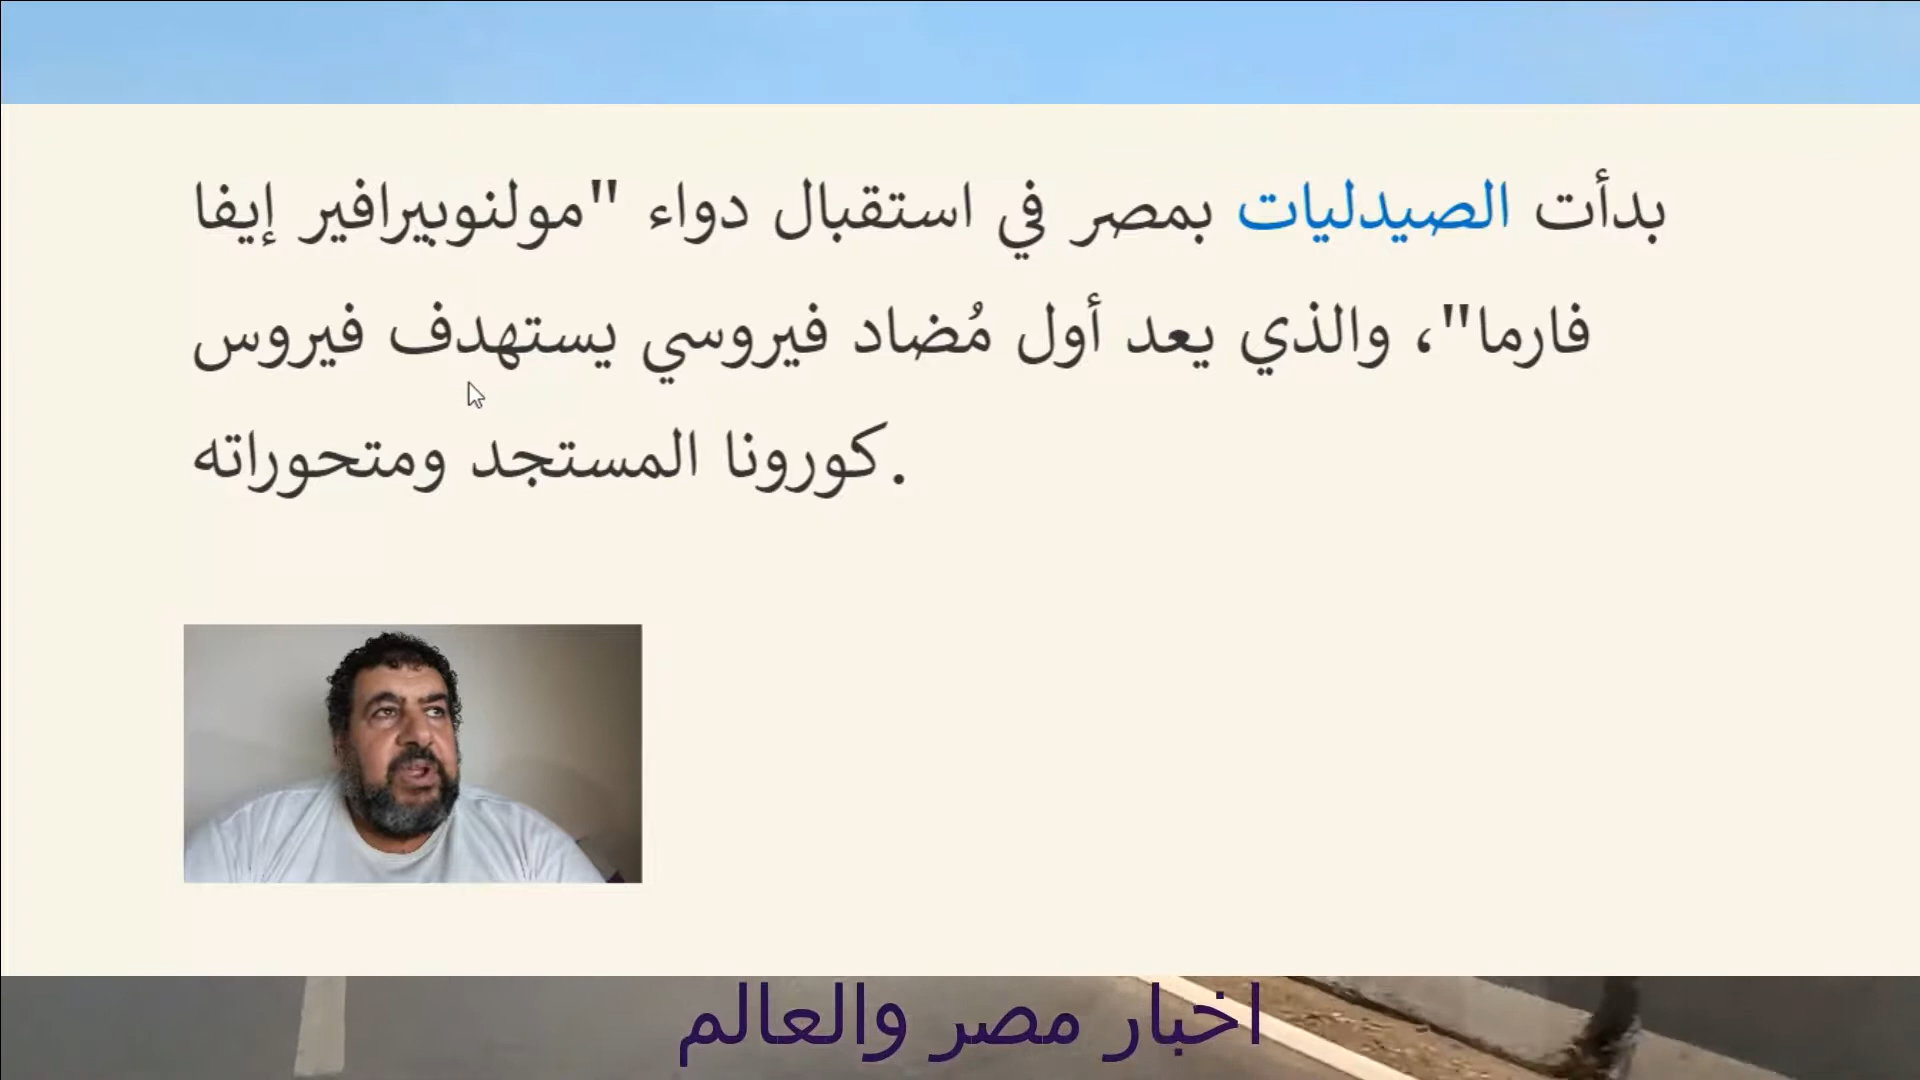 بدأت الصيدليات بمصر في استقبال دواء "مولنوبيرافير إيفا
فارما"، والذي يعد أول مُضاد فيروسي يستهدف فيروس
كورونا المستجد ومتحوراته.
اخبار مصر والعالم